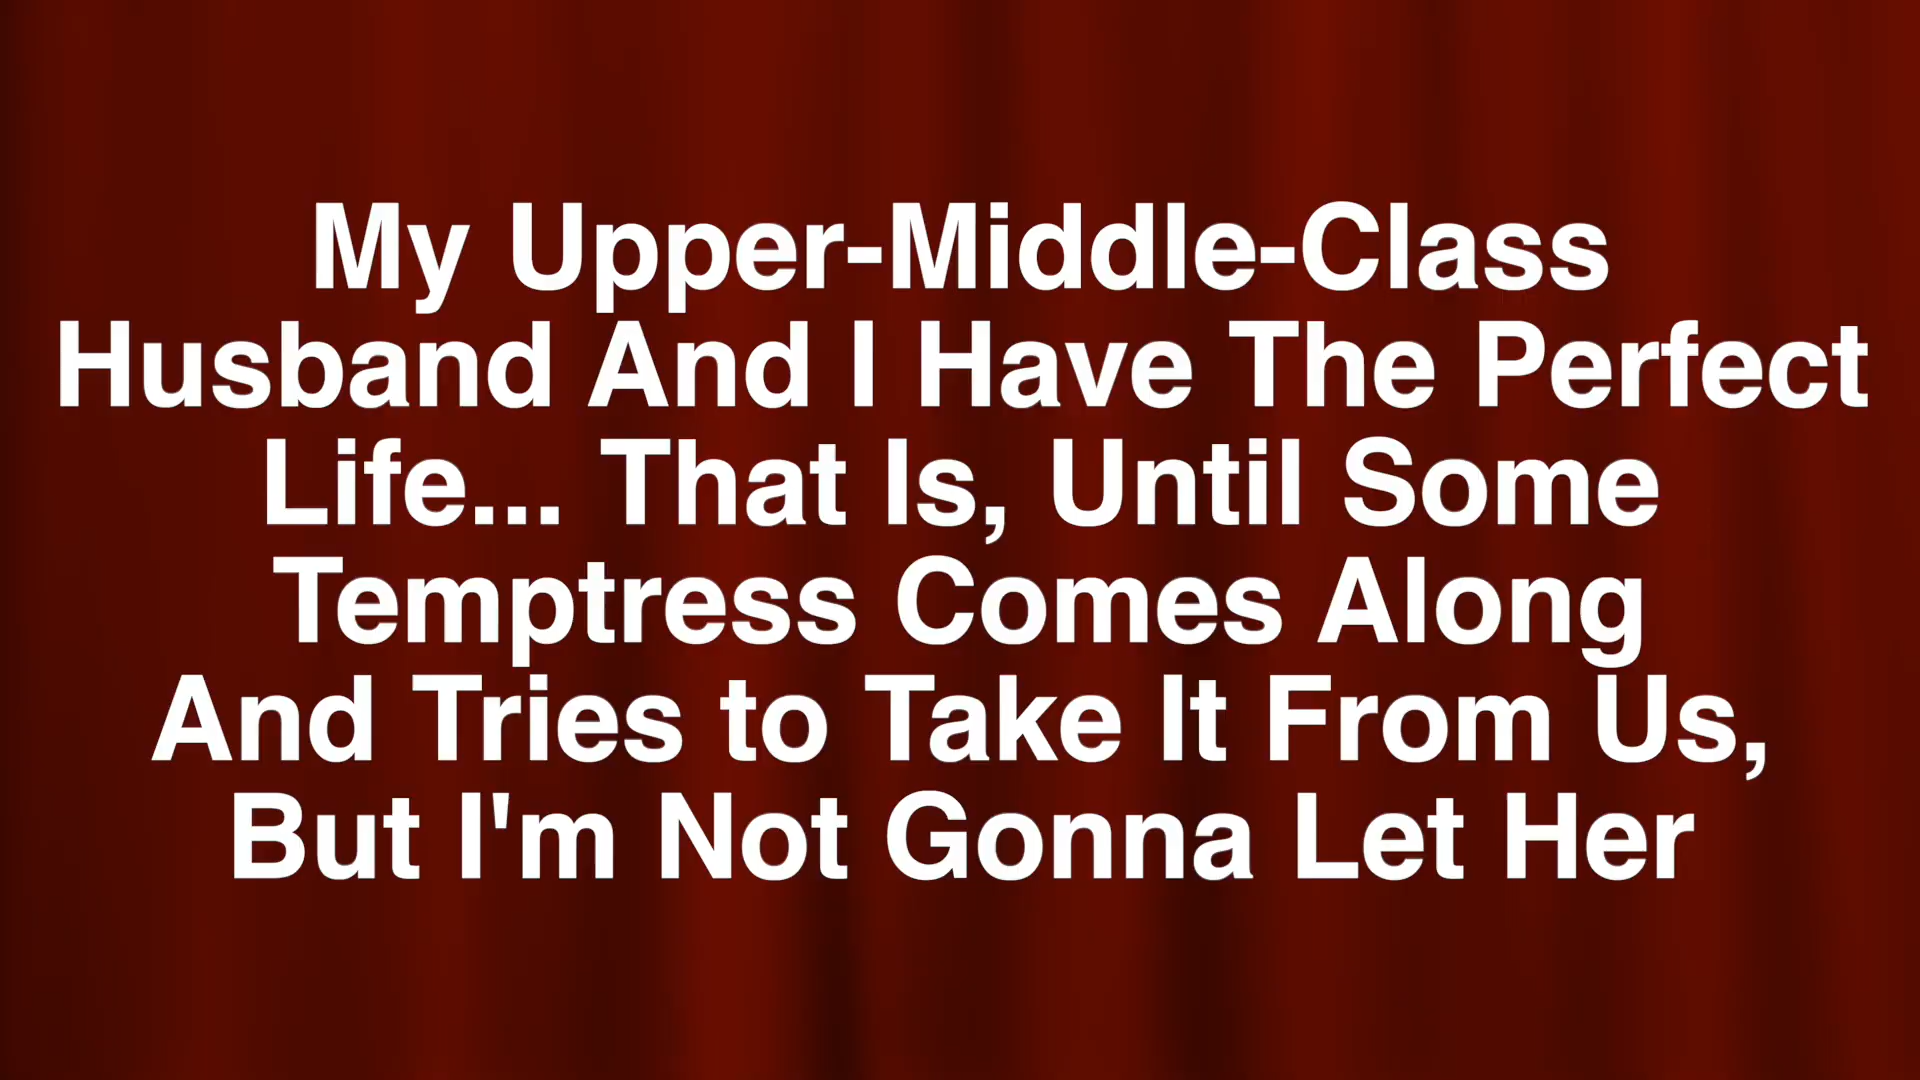 My Upper-Middle-Class
Husband And I Have The Perfect
Life... That Is, Until Some
Temptress Comes Along
And Tries to Take It From Us,
But I'm Not Gonna Let Her